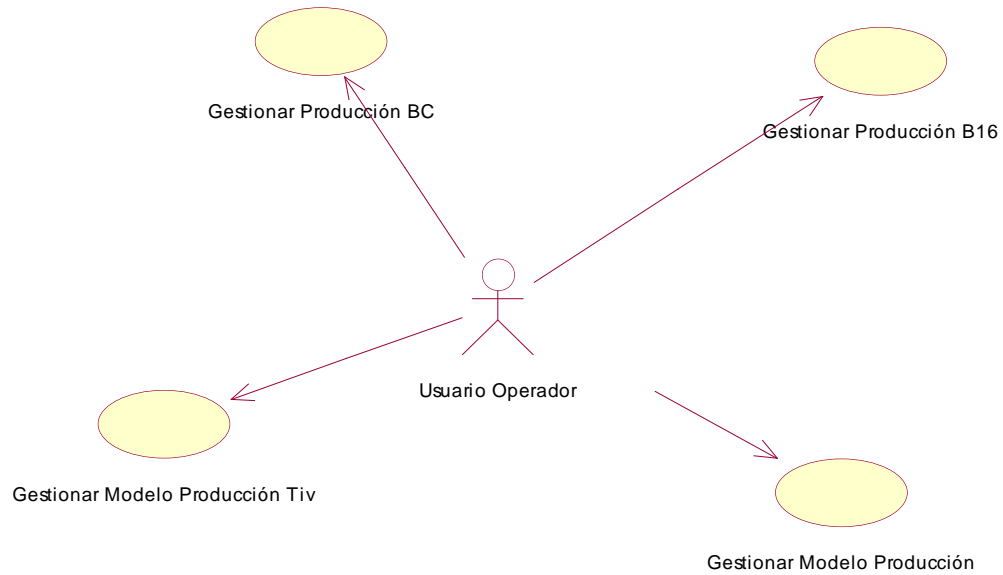 Gestionar Producción BC
Gestionar Producción B16
Usuario Operador
Gestionar Modelo Producción Tiv
Gestionar Modelo Producción